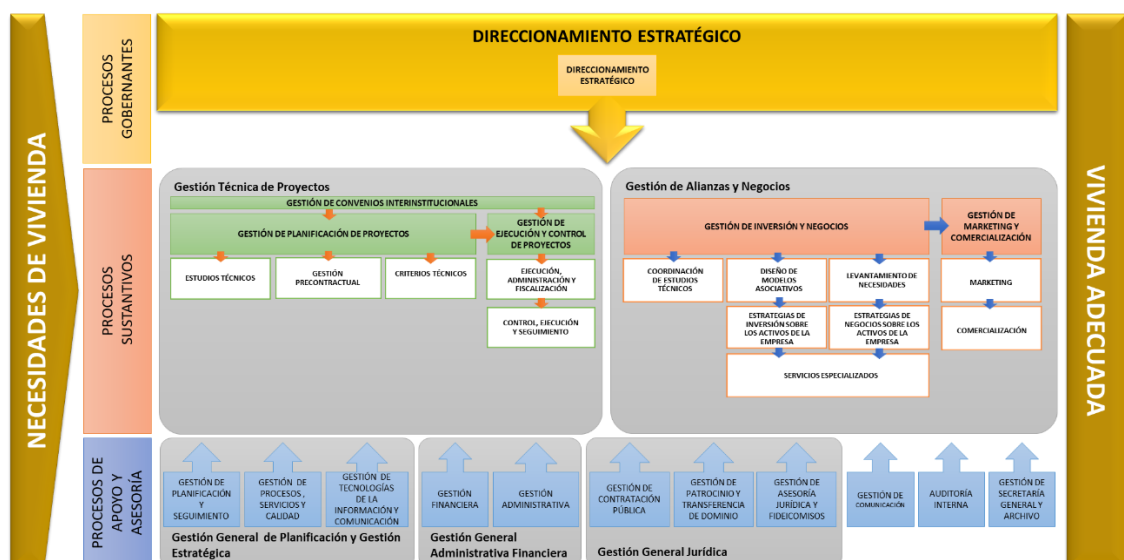 NECESIDADES DE VIVIENDA
PROCESOS
GOBERNANTES
DIRECCIONAMIENTO ESTRATÉGICO
DIRECCIONAMIENTO
ESTRATÉGICO
PROCESOS
SUSTANTIVOS
Gestión Técnica de Proyectos
GESTIÓN DE CONVENIOS INTERINSTITUCIONALES
GESTIÓN DE PLANIFICACIÓN DE PROYECTOS
GESTIÓN DE
EJECUCIÓN Y CONTROL
DE PROYECTOS
ESTUDIOS TÉCNICOS
GESTIÓN
PRECONTRACTUAL
CRITERIOS TÉCNICOS
EJECUCIÓN,
ADMINISTRACIÓN Y
FISCALIZACIÓN
CONTROL, EJECUCIÓN
Y SEGUIMIENTO
Gestión de Alianzas y Negocios
GESTIÓN DE INVERSIÓN Y NEGOCIOS
GESTIÓN DE
MARKETING Y
COMERCIALIZACIÓN
COORDINACIÓN
DE ESTUDIOS
TÉCNICOS
DISEÑO DE
MODELOS
ASOCIATIVOS
LEVANTAMIENTO DE
NECESIDADES
MARKETING
ESTRATEGIAS DE
INVERSIÓN SOBRE
LOS ACTIVOS DE LA
EMPRESA
ESTRATEGIAS DE
NEGOCIOS SOBRE LOS
ACTIVOS DE LA
EMPRESA
COMERCIALIZACIÓN
SERVICIOS ESPECIALIZADOS
PROCESOS DE
APOYO Y
ASESORÍA
GESTIÓN DE
PLANIFICACIÓN
Y
SEGUIMIENTO
GESTIÓN DE
PROCESOS ,
SERVICIOS Y
CALIDAD
GESTIÓN DE
TECNOLOGÍAS
DE LA
INFORMACIÓN Y
COMUNICACIÓN
Gestión General de Planificación y Gestión
Estratégica
GESTIÓN
FINANCIERA
GESTIÓN
ADMINISTRATIVA
Gestión General
Administrativa Financiera
GESTIÓN DE
CONTRATACIÓN
PÚBLICA
GESTIÓN DE
PATROCINIO Y
TRANSFERENCIA
DE DOMINIO
GESTIÓN DE
ASESORÍA
JURÍDICA Y
FIDEICOMISOS
Gestión General Jurídica
GESTIÓN DE
COMUNICACIÓN
AUDITORÍA
INTERNA
GESTIÓN DE
SECRETARÍA
GENERAL Y
ARCHIVO
VIVIENDA ADECUADA